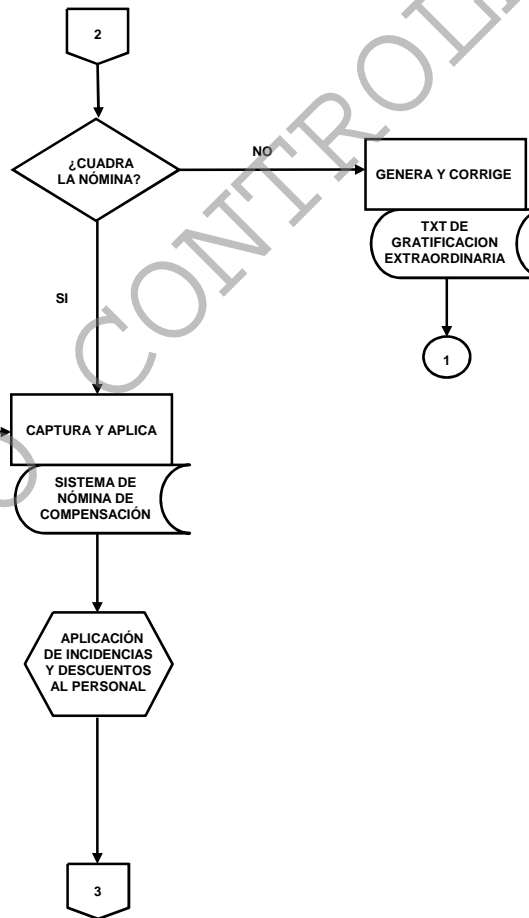 2
¿CUADRA
LA NÓMINA?
NO
GENERA Y CORRIGE
TXT DE
GRATIFICACION
EXTRAORDINARIA
SI
1
CAPTURA Y APLICA
SISTEMA DE
NÓMINA DE
COMPENSACIÓN
APLICACIÓN
DE INCIDENCIAS
Y DESCUENTOS
AL PERSONAL
3
O CONTROL